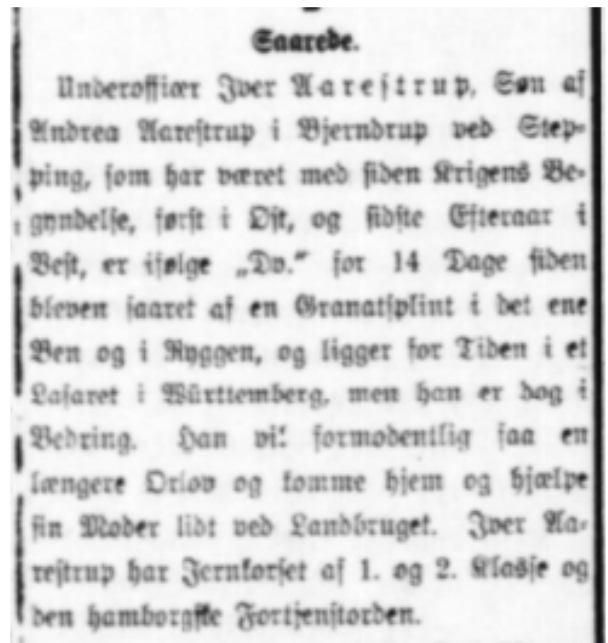 Saarede.
Underoffiær Jver Aarestrup, Søn af
Andrea Aarestrup i Bjerndrup ved Step-
ping, som har været med siden Krigens Be-
gyndelse, først i Øst, og sidste Efteraar i
Vest, er ifølge „Dv.“ for 14 Dage siden
bleven saaret af en Granatsplint i det ene
Ben og i Ryggen, og ligger for Tiden i et
Lasaret i Württemberg, men han er dog i
Bedring. Han vil formodentlig faa en
længere Orlov og komme hjem og hjælpe
sin Moder lidt ved Landbruget. Jver Aa-
restrup har Jernkorset af 1. og 2. Klasse og
den hamborgske Fortjenstorden.